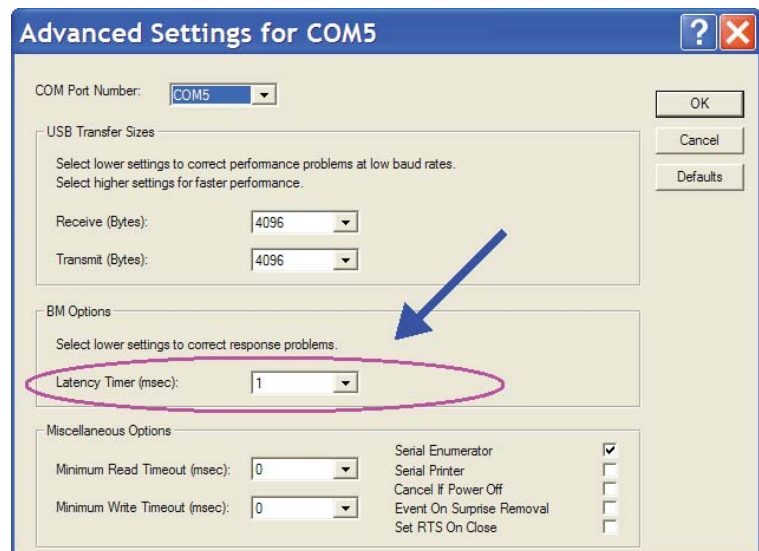 Advanced Settings for COM5
?
COM Port Number: COM5
OK
Cancel
Defaults
USB Transfer Sizes
Select lower settings to correct performance problems at low baud rates.
Select higher settings for faster performance.
Receive (Bytes): 4096
Transmit (Bytes): 4096
BM Options
Select lower settings to correct response problems.
Latency Timer (msec): 1
Miscellaneous Options
Minimum Read Timeout (msec): 0
Minimum Write Timeout (msec): 0
Serial Enumerator
Serial Printer
Cancel If Power Off
Event On Surprise Removal
Set RTS On Close